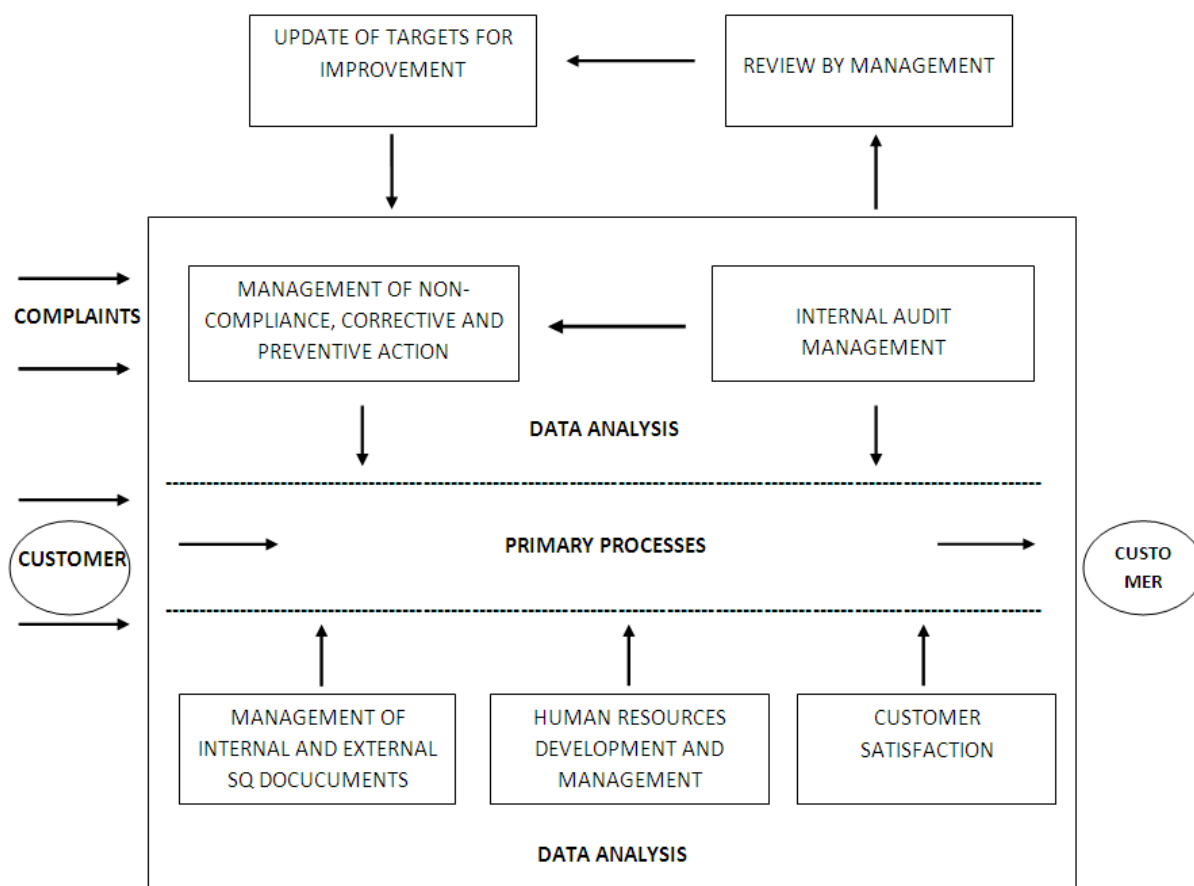 UPDATE OF TARGETS FOR
IMPROVEMENT
REVIEW BY MANAGEMENT
MANAGEMENT OF NON-
COMPLIANCE, CORRECTIVE AND
PREVENTIVE ACTION
INTERNAL AUDIT
MANAGEMENT
COMPLAINTS
DATA ANALYSIS
CUSTOMER
PRIMARY PROCESSES
CUSTO
MER
MANAGEMENT OF
INTERNAL AND EXTERNAL
SQ DOCUCUMENTS
HUMAN RESOURCES
DEVELOPMENT AND
MANAGEMENT
CUSTOMER
SATISFACTION
DATA ANALYSIS